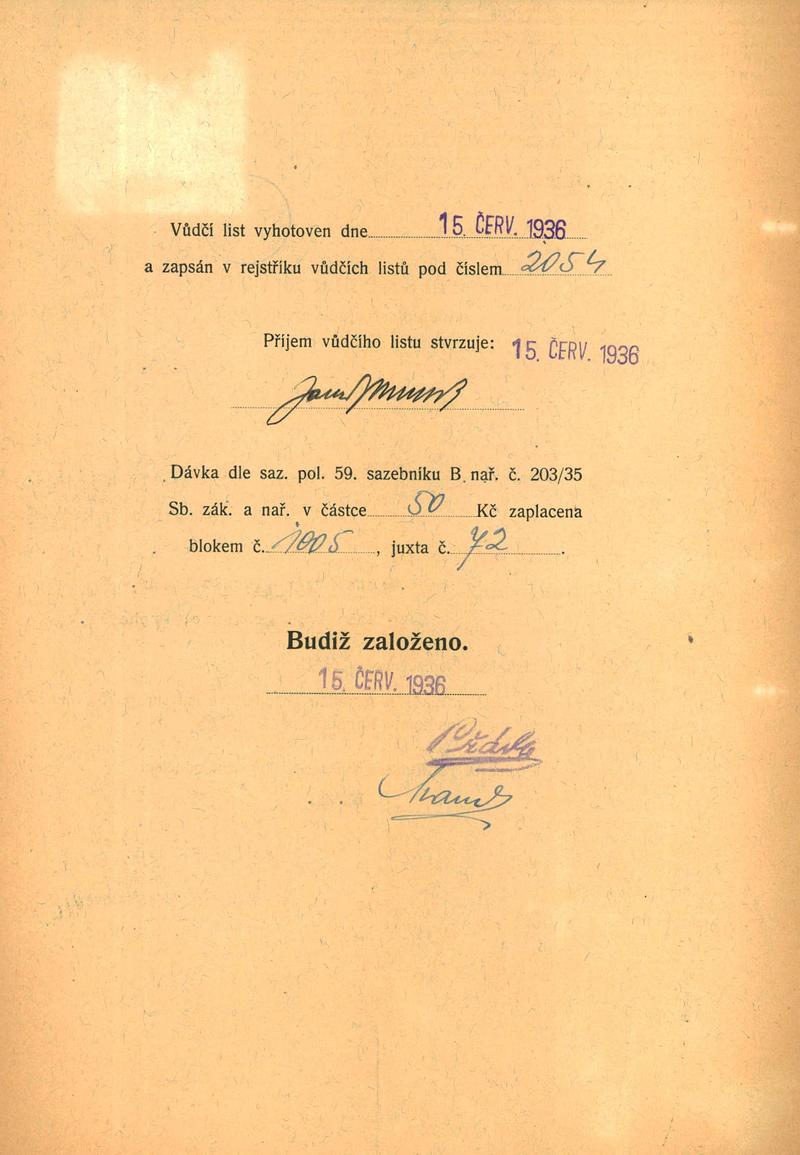 Vůdčí list vyhotoven dne 15. ČERV. 1936
a zapsán v rejstříku vůdčích listů pod číslem 2054
Příjem vůdčího listu stvrzuje: 15. ČERV. 1936
Dávka dle saz. pol. 59. sazebníku B nař. č. 203/35
Sb. zák. a nař. v částce 50 Kč zaplacena
blokem č. 1005, juxta č. 72.
Budiž založeno.
15. ČERV. 1936